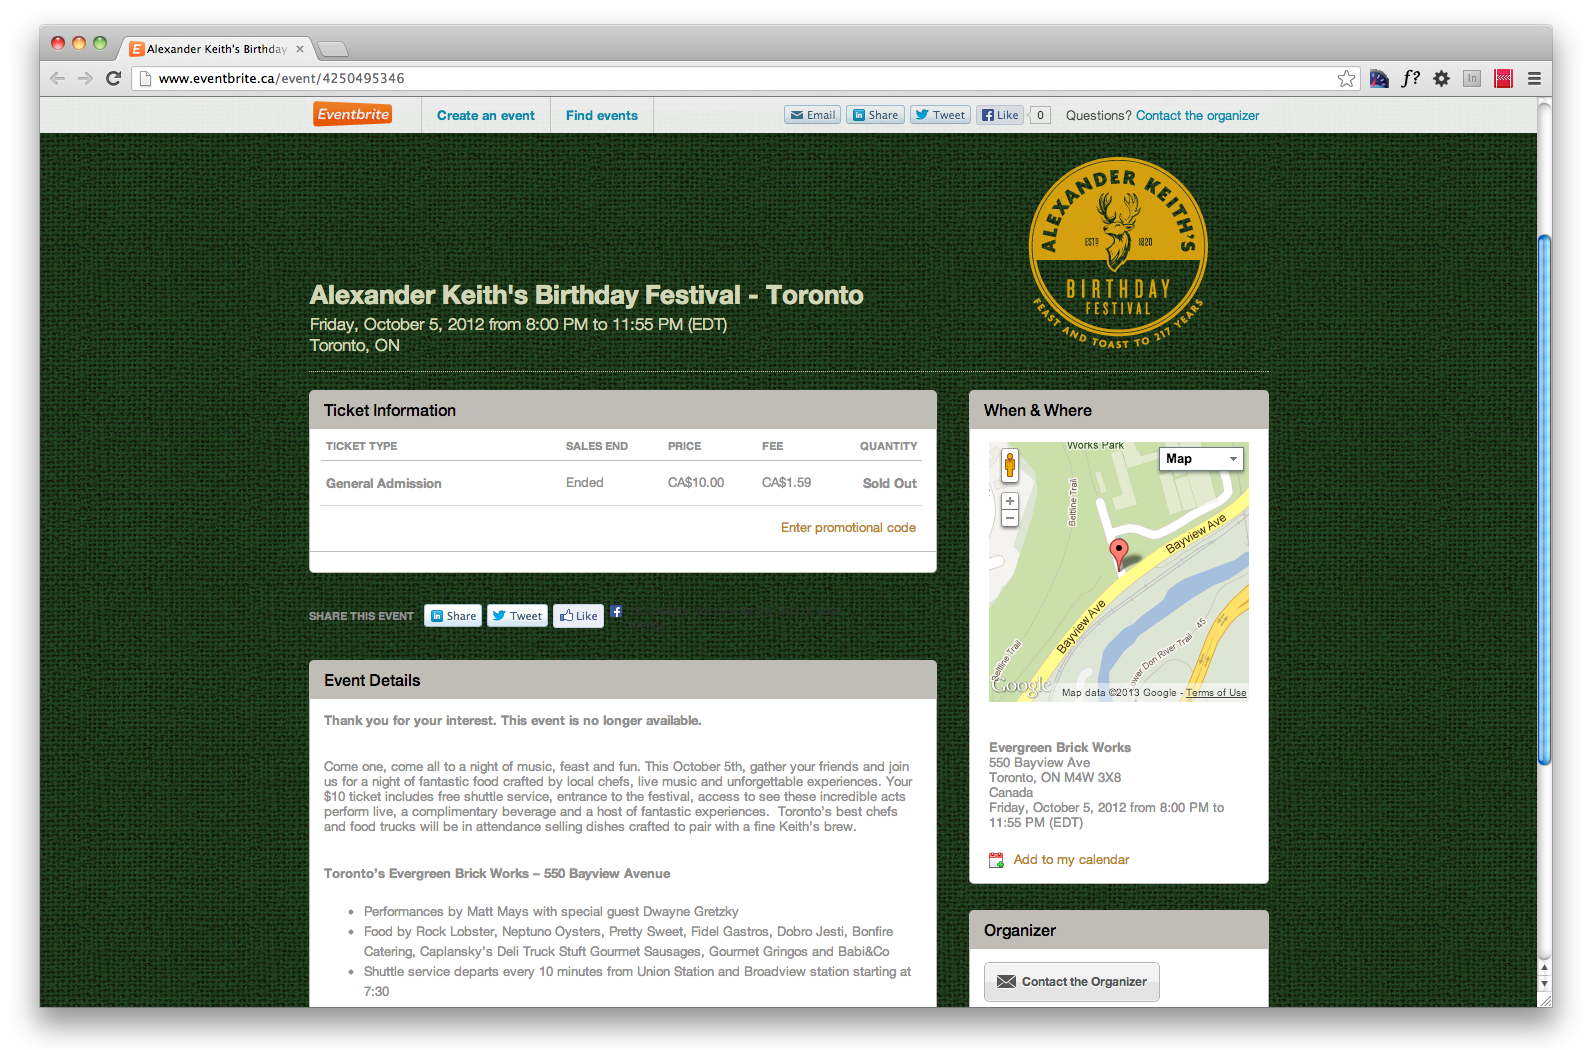 Alexander Keith's Birthday
www.eventbrite.ca/event/4250495346
f?
in
Eventbrite
Create an event
Find events
Email
Share
Tweet
Like
0
Questions? Contact the organizer
ALEXANDER KEITH'S
ESTD 1820
BIRTHDAY
FESTIVAL
FEAST AND TOAST TO 217 YEARS
Alexander Keith's Birthday Festival - Toronto
Friday, October 5, 2012 from 8:00 PM to 11:55 PM (EDT)
Toronto, ON
Ticket Information
TICKET TYPE SALES END PRICE FEE QUANTITY
General Admission Ended CA$10.00 CA$1.59 Sold Out
Enter promotional code
SHARE THIS EVENT
Share
Tweet
Like
Event Details
Thank you for your interest. This event is no longer available.
Come one, come all to a night of music, feast and fun. This October 5th, gather your friends and join
us for a night of fantastic food crafted by local chefs, live music and unforgettable experiences. Your
$10 ticket includes free shuttle service, entrance to the festival, access to see these incredible acts
perform live, a complimentary beverage and a host of fantastic experiences.  Toronto's best chefs
and food trucks will be in attendance selling dishes crafted to pair with a fine Keith's brew.
Toronto's Evergreen Brick Works – 550 Bayview Avenue
• Performances by Matt Mays with special guest Dwayne Gretzky
• Food by Rock Lobster, Neptuno Oysters, Pretty Sweet, Fidel Gastros, Dobro Jesti, Bonfire
Catering, Caplansky's Deli Truck Stuft Gourmet Sausages, Gourmet Gringos and Babi&Co
• Shuttle service departs every 10 minutes from Union Station and Broadview station starting at
7:30
When & Where
Works Park
Map
Beltline Trail
Bayview Ave
Bayview Ave
Beltline Trail
ower Don River Trail - 45
Google
Map data ©2013 Google - Terms of Use
Evergreen Brick Works
550 Bayview Ave
Toronto, ON M4W 3X8
Canada
Friday, October 5, 2012 from 8:00 PM to
11:55 PM (EDT)
Add to my calendar
Organizer
Contact the Organizer